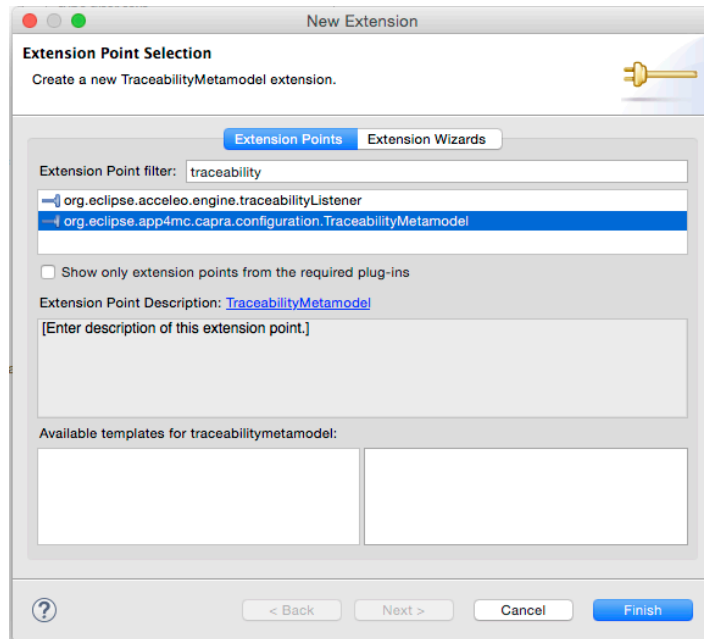 New Extension
Extension Point Selection
Create a new TraceabilityMetamodel extension.
Extension Points Extension Wizards
Extension Point filter: traceability
org.eclipse.acceleo.engine.traceabilityListener
org.eclipse.app4mc.capra.configuration.TraceabilityMetamodel
Show only extension points from the required plug-ins
Extension Point Description: TraceabilityMetamodel
[Enter description of this extension point.]
Available templates for traceabilitymetamodel:
? < Back Next > Cancel Finish